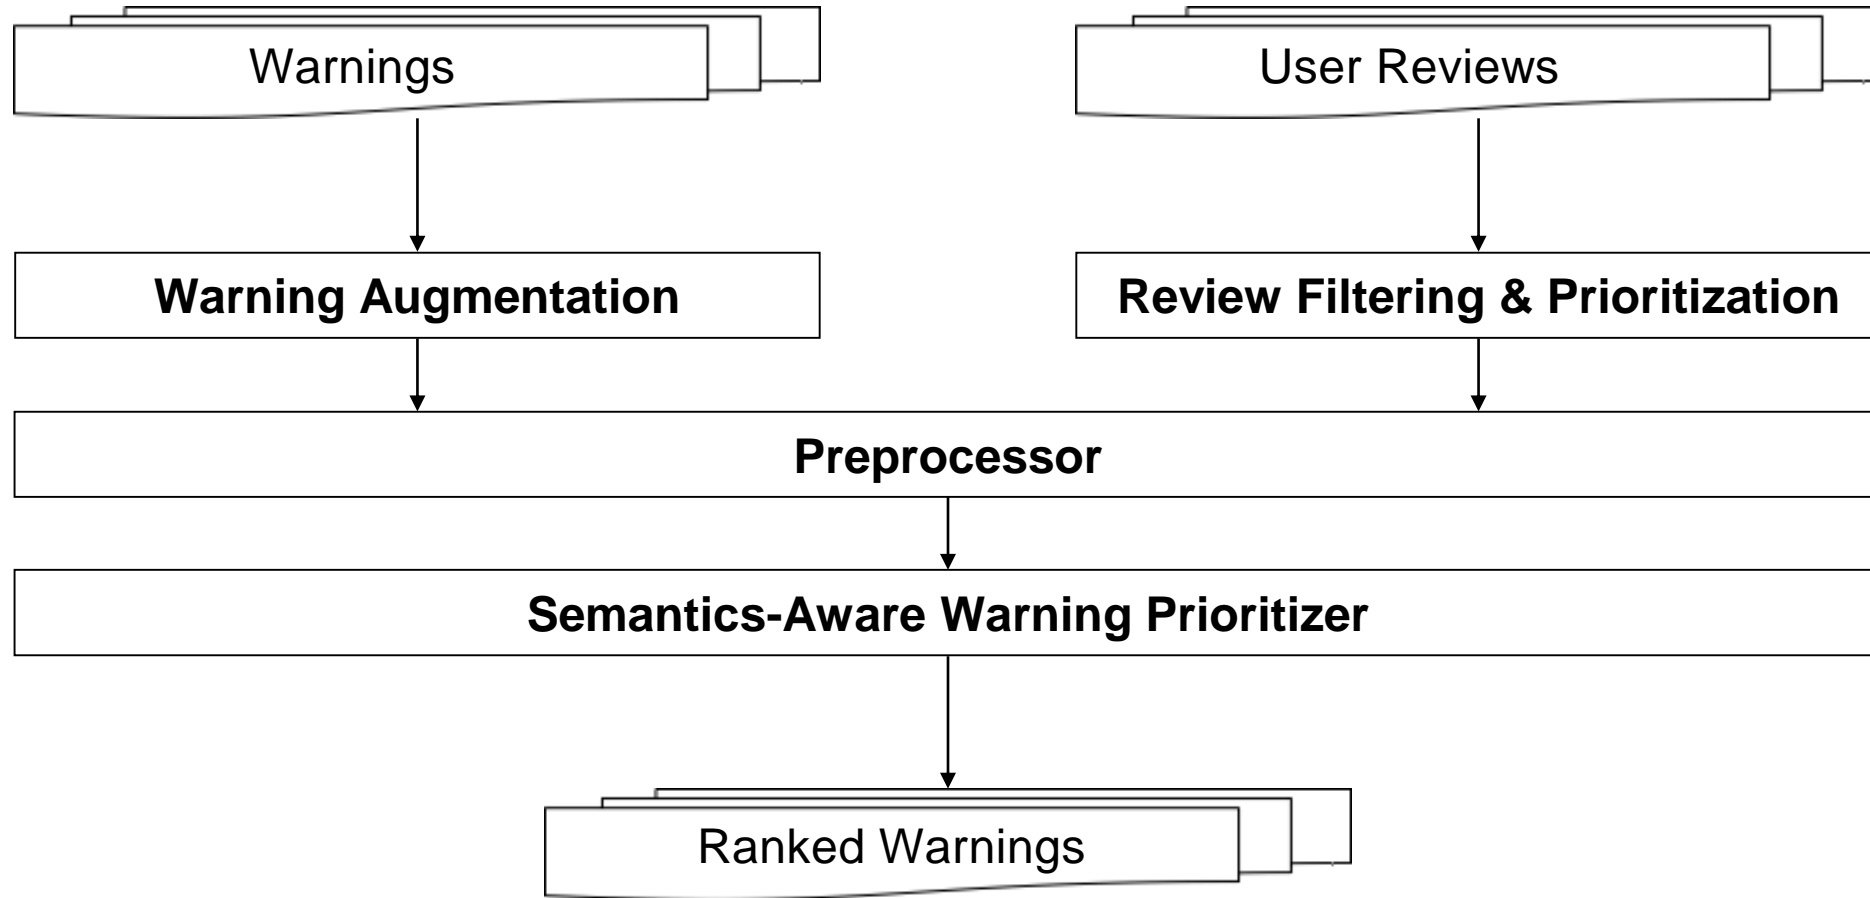 Warnings
User Reviews
Warning Augmentation
Review Filtering & Prioritization
Preprocessor
Semantics-Aware Warning Prioritizer
Ranked Warnings